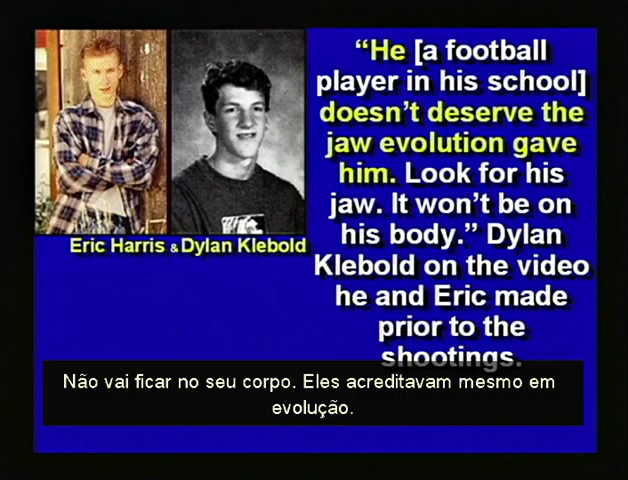 Eric Harris & Dylan Klebold
“He [a football
player in his school]
doesn’t deserve the
jaw evolution gave
him. Look for his
jaw. It won’t be on
his body.” Dylan
Klebold on the video
he and Eric made
prior to the
shootings.
Não vai ficar no seu corpo. Eles acreditavam mesmo em
evolução.